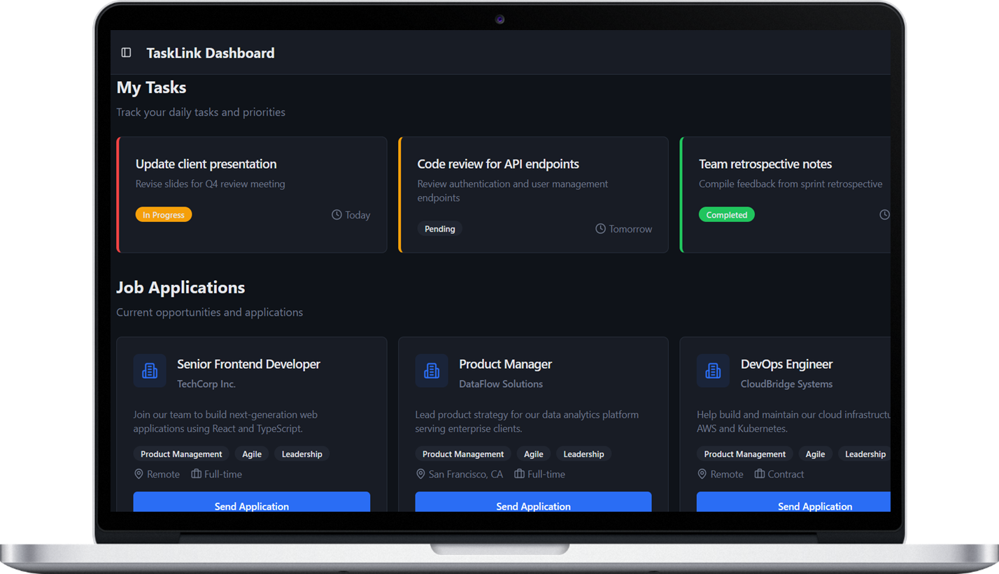 TaskLink Dashboard
My Tasks
Track your daily tasks and priorities
Update client presentation
Revise slides for Q4 review meeting
In Progress
Today
Code review for API endpoints
Review authentication and user management
endpoints
Pending
Tomorrow
Team retrospective notes
Compile feedback from sprint retrospective
Completed
Job Applications
Current opportunities and applications
Senior Frontend Developer
TechCorp Inc.
Join our team to build next-generation web
applications using React and TypeScript.
Product Management Agile Leadership
Remote Full-time
Send Application
Product Manager
DataFlow Solutions
Lead product strategy for our data analytics platform
serving enterprise clients.
Product Management Agile Leadership
San Francisco, CA Full-time
Send Application
DevOps Engineer
CloudBridge Systems
Help build and maintain our cloud infrastructu
AWS and Kubernetes.
Product Management Agile Leadership
Remote Contract
Send Application